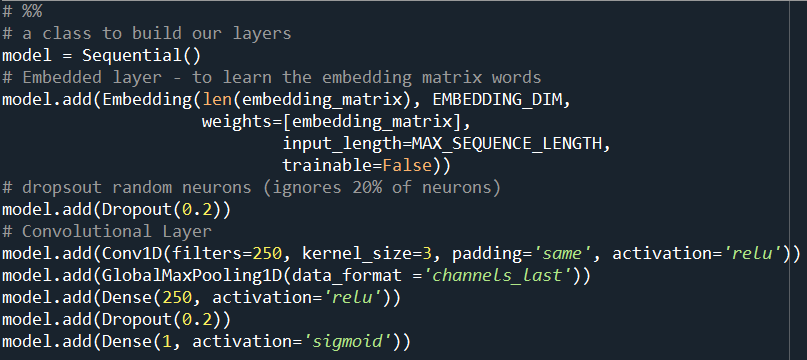 # %%
# a class to build our layers
model = Sequential()
# Embedded layer - to learn the embedding matrix words
model.add(Embedding(len(embedding_matrix), EMBEDDING_DIM,
                    weights=[embedding_matrix],
                            input_length=MAX_SEQUENCE_LENGTH,
                            trainable=False))
# dropsout random neurons (ignores 20% of neurons)
model.add(Dropout(0.2))
# Convolutional Layer
model.add(Conv1D(filters=250, kernel_size=3, padding='same', activation='relu'))
model.add(GlobalMaxPooling1D(data_format ='channels_last'))
model.add(Dense(250, activation='relu'))
model.add(Dropout(0.2))
model.add(Dense(1, activation='sigmoid'))